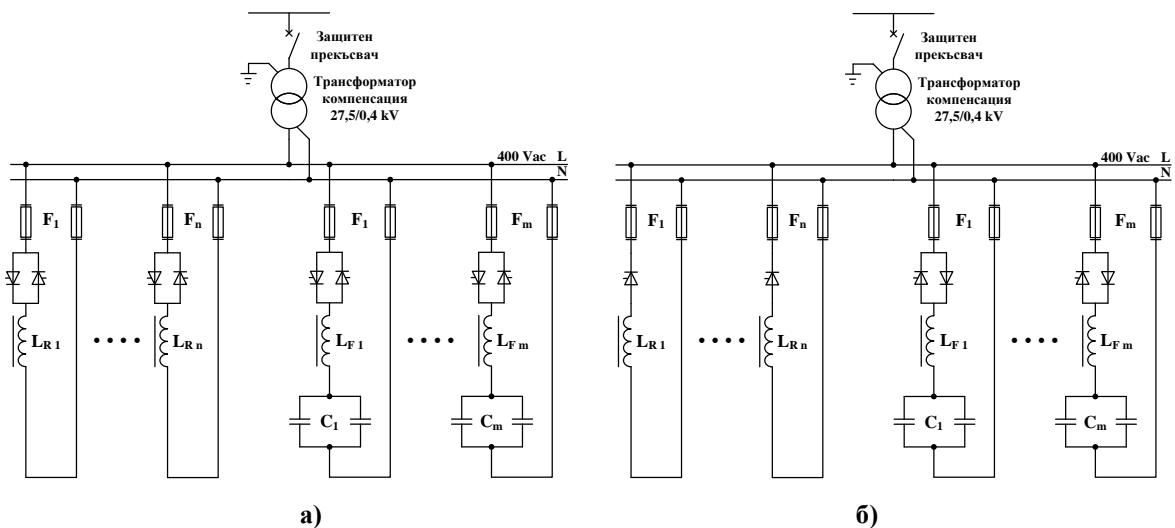 Защитен
прекъсвач
Трансформатор
компенсация
27,5/0,4 kV
400 Vac L
N
F1
Fn
F1
Fm
LR 1
LR n
LF 1
LF m
C1
Cm
а)
Защитен
прекъсвач
Трансформатор
компенсация
27,5/0,4 kV
400 Vac L
N
F1
Fn
F1
Fm
LR 1
LR n
LF 1
LF m
C1
Cm
б)